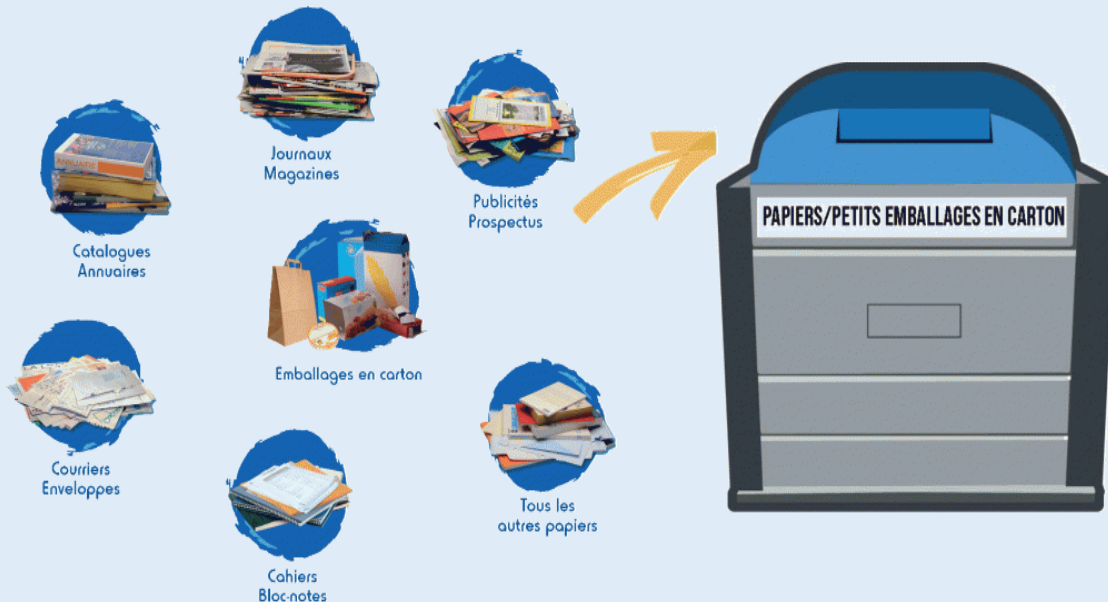 Journaux
Magazines
Publicités
Prospectus
Catalogues
Annuaires
ANNUAIRE
PAPIERS/PETITS EMBALLAGES EN CARTON
Emballages en carton
Courriers
Enveloppes
Tous les
autres papiers
Cahiers
Bloc-notes